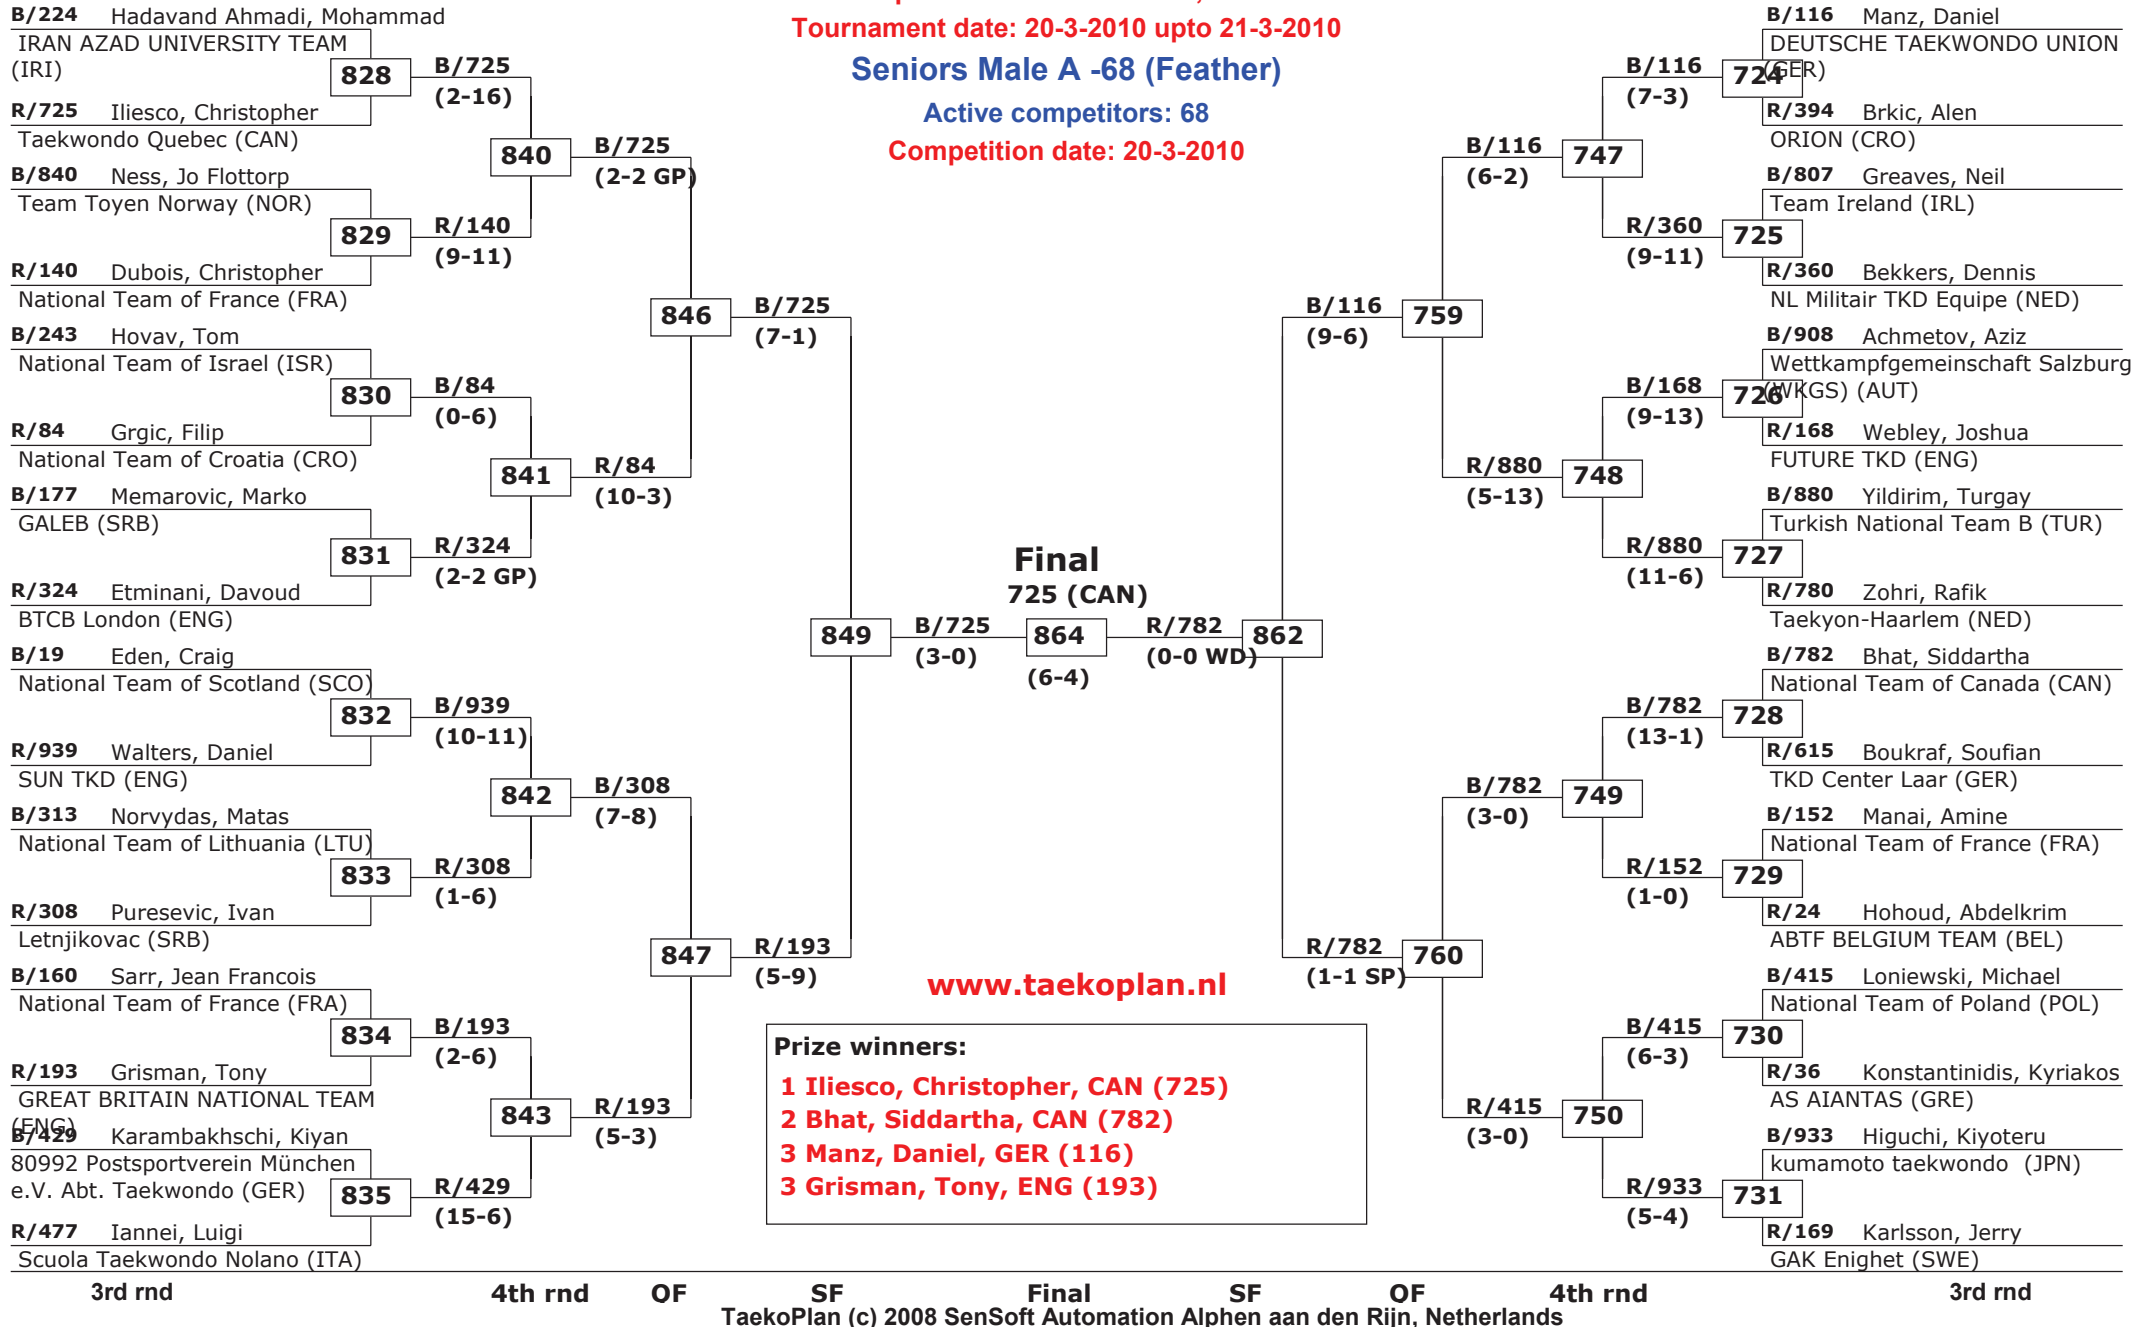 Tournament date: 20-3-2010 upto 21-3-2010
Seniors Male A -68 (Feather)
Active competitors: 68
Competition date: 20-3-2010
B/224 Hadavand Ahmadi, Mohammad
IRAN AZAD UNIVERSITY TEAM
(IRI)
828
R/725 Iliesco, Christopher
Taekwondo Quebec (CAN)
B/840 Ness, Jo Flottorp
Team Toyen Norway (NOR)
829
R/140 Dubois, Christopher
National Team of France (FRA)
B/243 Hovav, Tom
National Team of Israel (ISR)
830
R/84 Grgic, Filip
National Team of Croatia (CRO)
B/177 Memarovic, Marko
GALEB (SRB)
831
R/324 Etminani, Davoud
BTCB London (ENG)
B/19 Eden, Craig
National Team of Scotland (SCO)
832
R/939 Walters, Daniel
SUN TKD (ENG)
B/313 Norvydas, Matas
National Team of Lithuania (LTU)
833
R/308 Puresevic, Ivan
Letnjikovac (SRB)
B/160 Sarr, Jean Francois
National Team of France (FRA)
834
R/193 Grisman, Tony
GREAT BRITAIN NATIONAL TEAM
(ENG)
B/429 Karambakhschi, Kiyan
80992 Postsportverein München
e.V. Abt. Taekwondo (GER)
835
R/477 Iannei, Luigi
Scuola Taekwondo Nolano (ITA)
B/725
(2-16)
840
R/140
(9-11)
B/84
(0-6)
841
R/324
(2-2 GP)
B/939
(10-11)
842
R/308
(1-6)
B/193
(2-6)
843
R/429
(15-6)
B/725
(2-2 GP)
846
R/84
(10-3)
B/308
(7-8)
847
R/193
(5-3)
B/725
(7-1)
849
R/193
(5-9)
B/725
(3-0)
Final
725 (CAN)
864
(6-4)
R/782
(0-0 WD)
862
B/116
(9-6)
759
R/782
(1-1 SP)
760
B/116
(6-2)
747
R/880
(5-13)
748
B/782
(3-0)
749
R/415
(3-0)
750
B/116
(7-3)
724
R/360
(9-11)
725
B/168
(9-13)
726
R/880
(11-6)
727
B/782
(13-1)
728
R/152
(1-0)
729
B/415
(6-3)
730
R/933
(5-4)
731
B/116 Manz, Daniel
DEUTSCHE TAEKWONDO UNION
(GER)
R/394 Brkic, Alen
ORION (CRO)
B/807 Greaves, Neil
Team Ireland (IRL)
R/360 Bekkers, Dennis
NL Militair TKD Equipe (NED)
B/908 Achmetov, Aziz
Wettkampfgemeinschaft Salzburg
(WKGS) (AUT)
R/168 Webley, Joshua
FUTURE TKD (ENG)
B/880 Yildirim, Turgay
Turkish National Team B (TUR)
R/780 Zohri, Rafik
Taekyon-Haarlem (NED)
B/782 Bhat, Siddartha
National Team of Canada (CAN)
R/615 Boukraf, Soufian
TKD Center Laar (GER)
B/152 Manai, Amine
National Team of France (FRA)
R/24 Hohoud, Abdelkrim
ABTF BELGIUM TEAM (BEL)
B/415 Loniewski, Michael
National Team of Poland (POL)
R/36 Konstantinidis, Kyriakos
AS AIANTAS (GRE)
B/933 Higuchi, Kiyoteru
kumamoto taekwondo (JPN)
R/169 Karlsson, Jerry
GAK Enighet (SWE)
www.taekoplan.nl
Prize winners:
1 Iliesco, Christopher, CAN (725)
2 Bhat, Siddartha, CAN (782)
3 Manz, Daniel, GER (116)
3 Grisman, Tony, ENG (193)
3rd rnd 4th rnd QF SF Final SF QF 4th rnd 3rd rnd
TaekoPlan (c) 2008 SenSoft Automation Alphen aan den Rijn, Netherlands